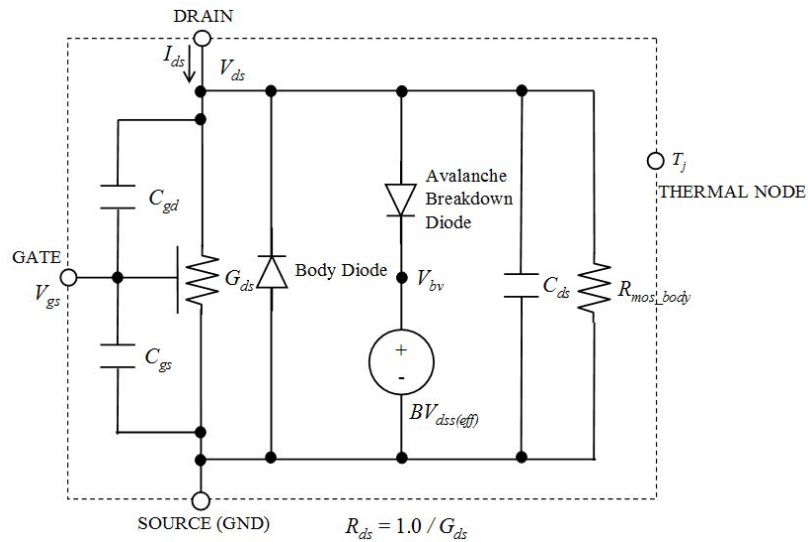 DRAIN
I_ds
V_ds
T_j
THERMAL NODE
C_gd
Avalanche
Breakdown
Diode
GATE
V_gs
G_ds
Body Diode
V_bv
C_ds
R_mos_body
C_gs
+
-
BV_dss(eff)
SOURCE (GND)
R_ds = 1.0 / G_ds